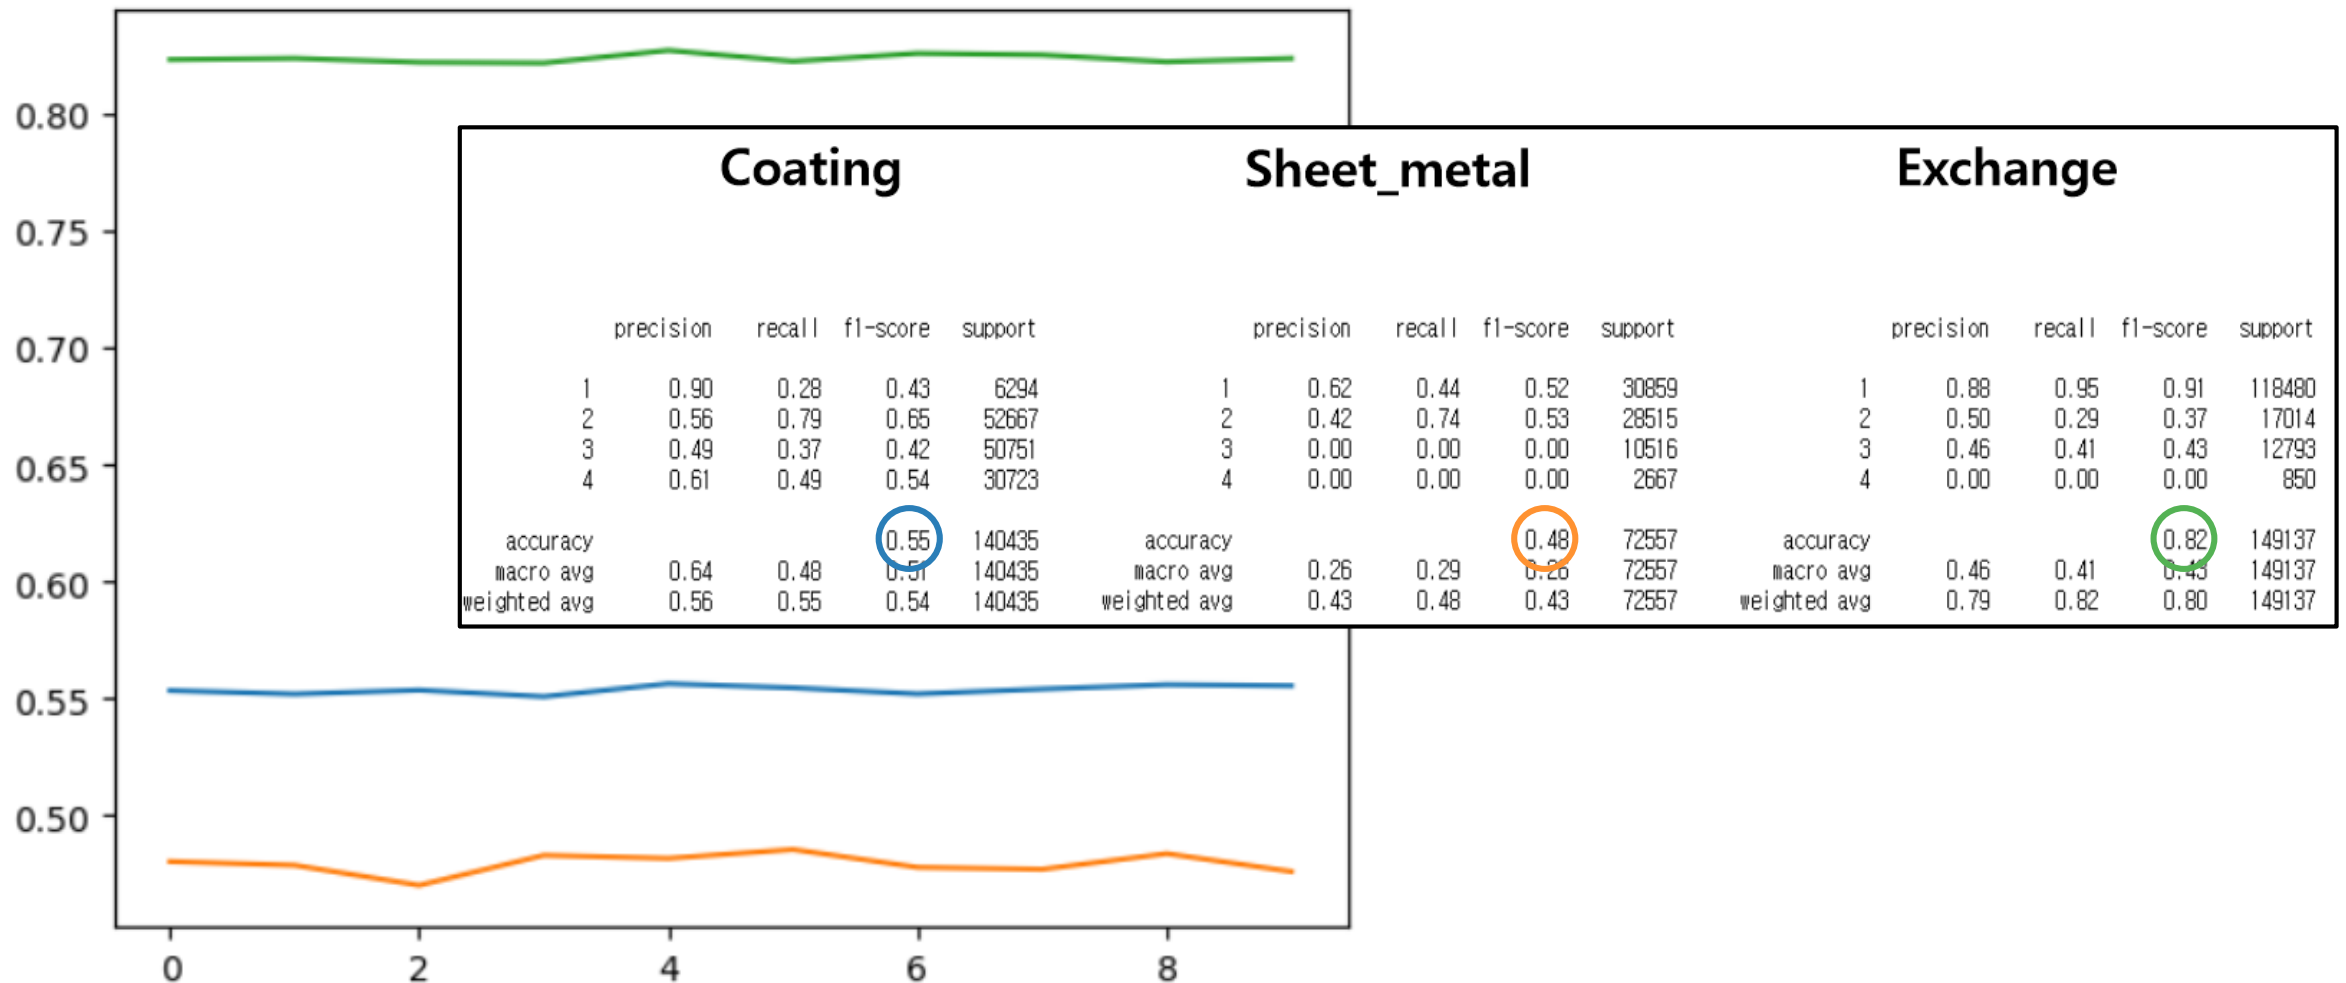 0.80
0.75
0.70
0.65
0.60
0.55
0.50
0 2 4 6 8
Coating Sheet_metal Exchange
precision recall f1-score support precision recall f1-score support precision recall f1-score support
1 0.90 0.28 0.43 6294 1 0.62 0.44 0.52 30859 1 0.88 0.95 0.91 118480
2 0.56 0.79 0.65 52667 2 0.42 0.74 0.53 28515 2 0.50 0.29 0.37 17014
3 0.49 0.37 0.42 50751 3 0.00 0.00 0.00 10516 3 0.46 0.41 0.43 12793
4 0.61 0.49 0.54 30723 4 0.00 0.00 0.00 2667 4 0.00 0.00 0.00 850
accuracy 0.55 140435 accuracy 0.48 72557 accuracy 0.82 149137
macro avg 0.64 0.48 0.51 140435 macro avg 0.26 0.29 0.26 72557 macro avg 0.46 0.41 0.43 149137
weighted avg 0.56 0.55 0.54 140435 weighted avg 0.43 0.48 0.43 72557 weighted avg 0.79 0.82 0.80 149137